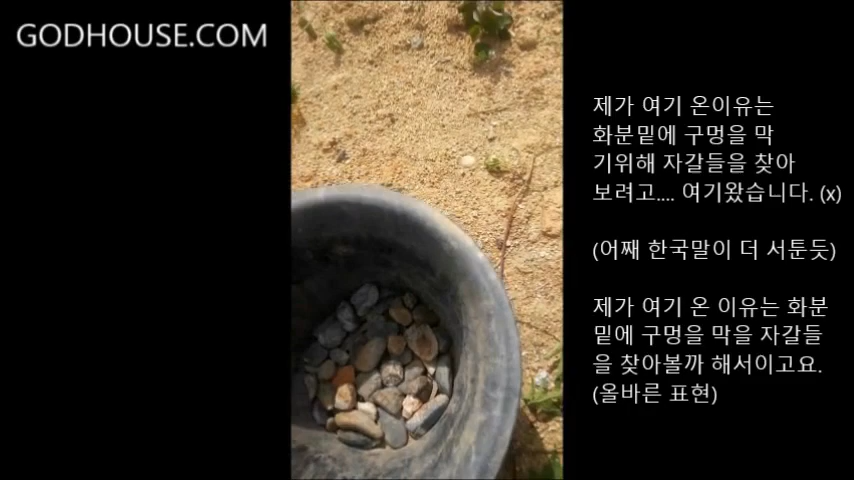 GODHOUSE.COM
제가 여기 온이유는
화분밑에 구멍을 막
기위해 자갈들을 찾아
보려고.... 여기왔습니다. (x)
(어째 한국말이 더 서툰듯)
제가 여기 온 이유는 화분
밑에 구멍을 막을 자갈들
을 찾아볼까 해서이고요.
(올바른 표현)